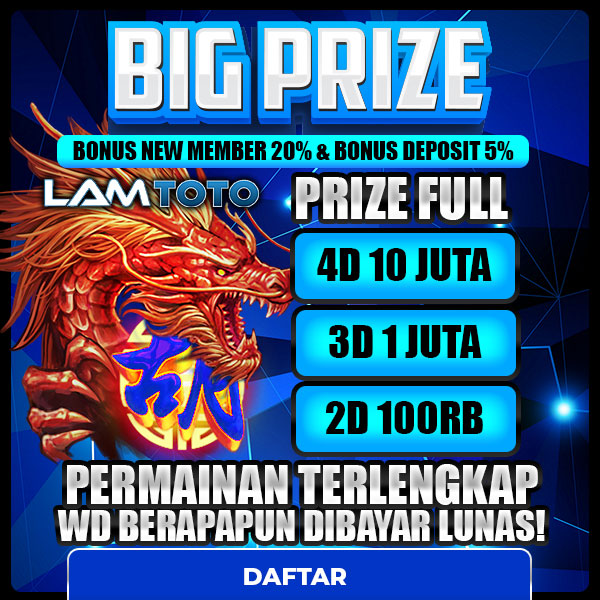 BIG PRIZE
BONUS NEW MEMBER 20% & BONUS DEPOSIT 5%
LAMTOTO
PRIZE FULL
4D 10 JUTA
3D 1 JUTA
2D 100RB
PERMAINAN TERLENGKAP
WD BERAPAPUN DIBAYAR LUNAS!
DAFTAR